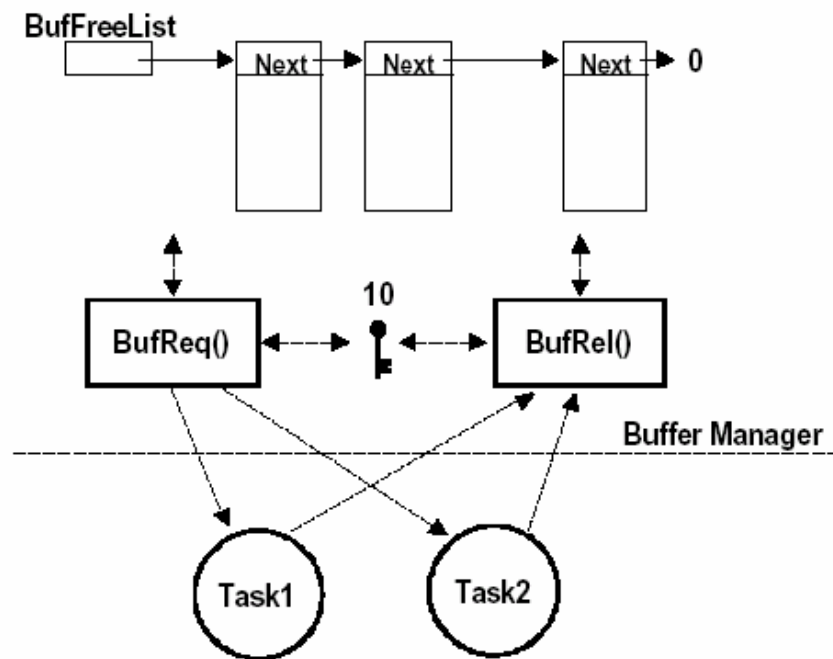 BufFreeList
Next Next Next 0
10
BufReq() BufRel()
Buffer Manager
Task1 Task2